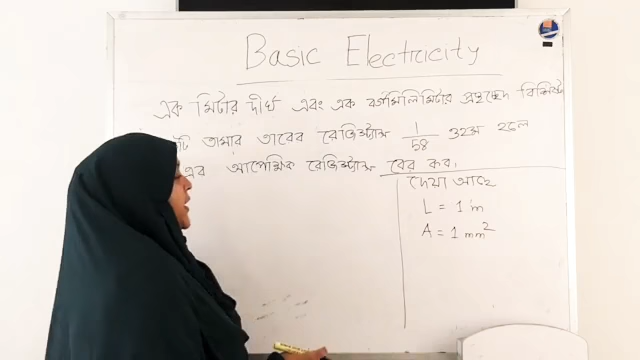 Basic Electricity
এক মিটার দীর্ঘ এবং এক বর্গমিলিমিটার প্রস্থচ্ছেদ বিশিষ্ট
তামার তারের রেজিস্ট্যান্স 1/58 ওহম হলে
এর আপেক্ষিক রেজিস্ট্যান্স বের কর।
দেয়া আছে
L = 1 m
A = 1 mm²